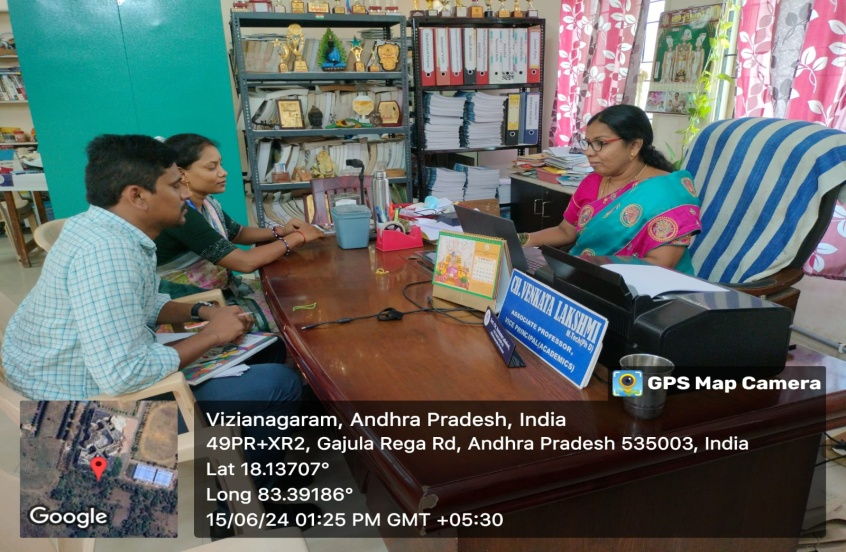 CH. VENKATA LAKSHMI
M.Tech(Ph D)
ASSOCIATE PROFESSOR,
VICE PRINCIPAL(ACADEMICS)
GPS Map Camera
Vizianagaram, Andhra Pradesh, India
49PR+XR2, Gajula Rega Rd, Andhra Pradesh 535003, India
Lat 18.13707°
Long 83.39186°
15/06/24 01:25 PM GMT +05:30
Google